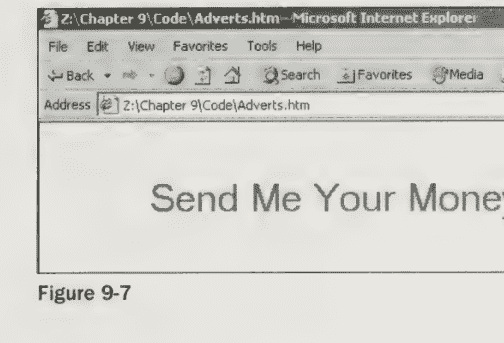 Z:\Chapter 9\Code\Adverts.htm - Microsoft Internet Explorer
File Edit View Favorites Tools Help
Back Search Favorites Media
Address Z:\Chapter 9\Code\Adverts.htm
Send Me Your Money
Figure 9-7